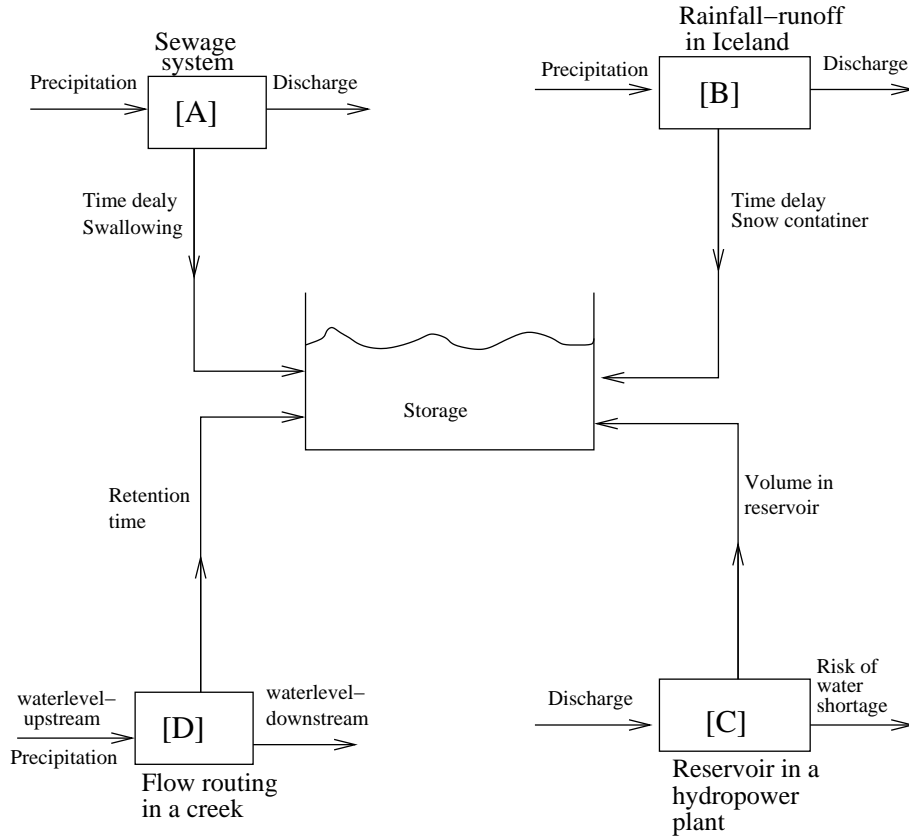 Sewage
system
Precipitation
[A]
Discharge
Time dealy
Swallowing
Rainfall−runoff
in Iceland
Precipitation
[B]
Discharge
Time delay
Snow contatiner
Storage
Retention
time
Volume in
reservoir
waterlevel−
upstream
Precipitation
[D]
waterlevel−
downstream
Flow routing
in a creek
Discharge
[C]
Risk of
water
shortage
Reservoir in a
hydropower
plant